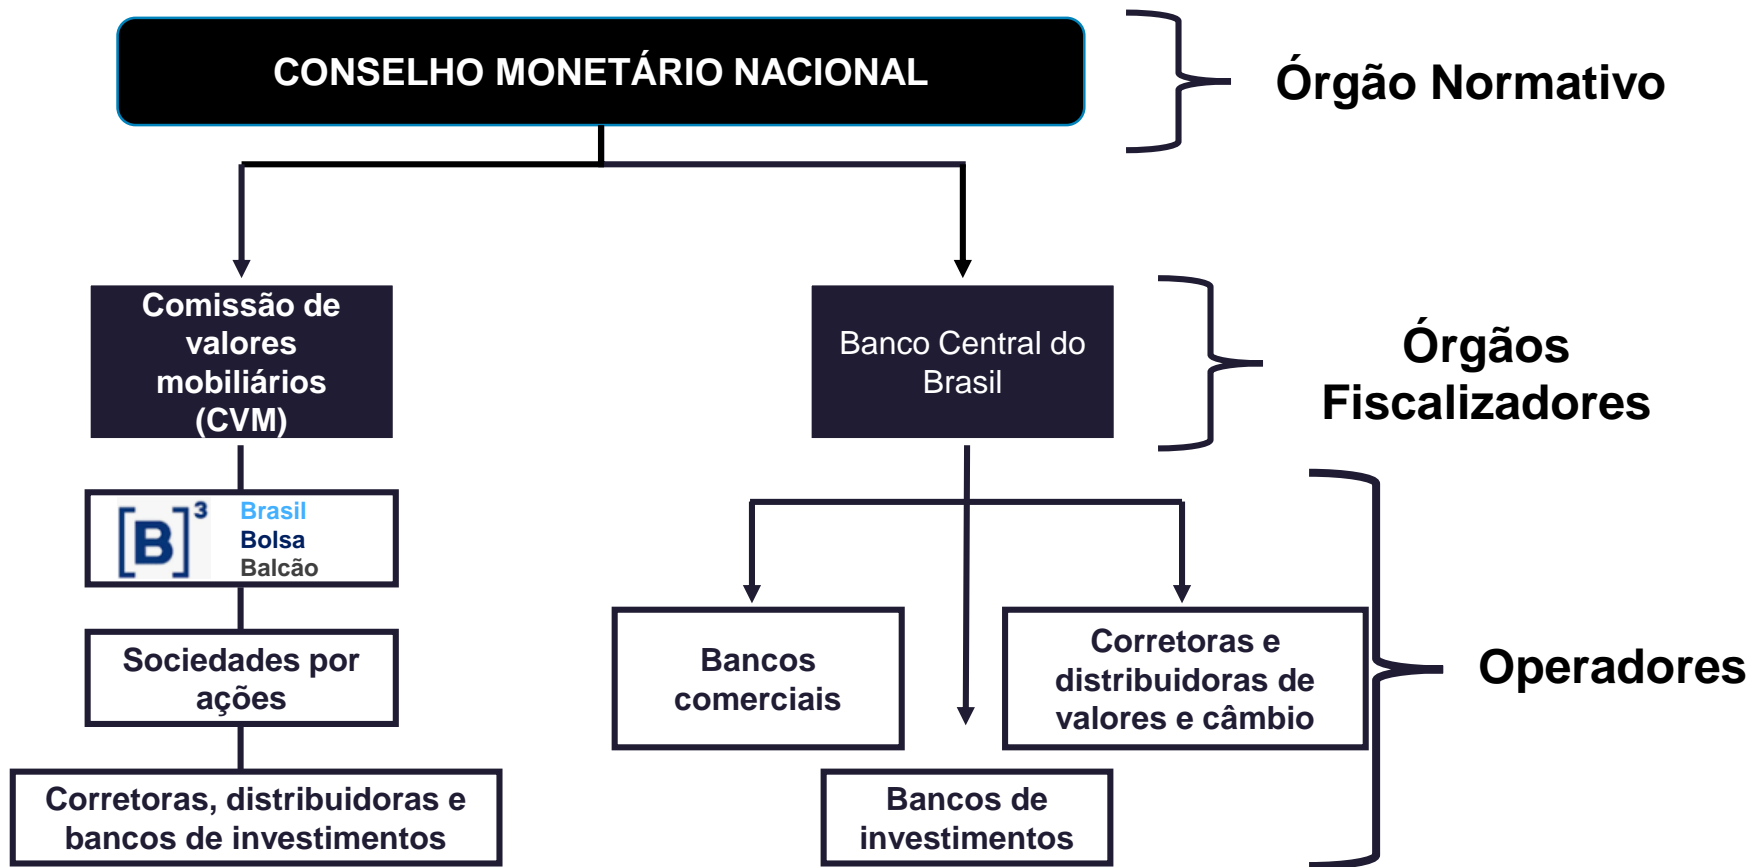 CONSELHO MONETÁRIO NACIONAL
Órgão Normativo
Comissão de
valores
mobiliários
(CVM)
Banco Central do
Brasil
Órgãos
Fiscalizadores
[B]³
Brasil
Bolsa
Balcão
Sociedades por
ações
Bancos
comerciais
Corretoras e
distribuidoras de
valores e câmbio
Operadores
Corretoras, distribuidoras e
bancos de investimentos
Bancos de
investimentos